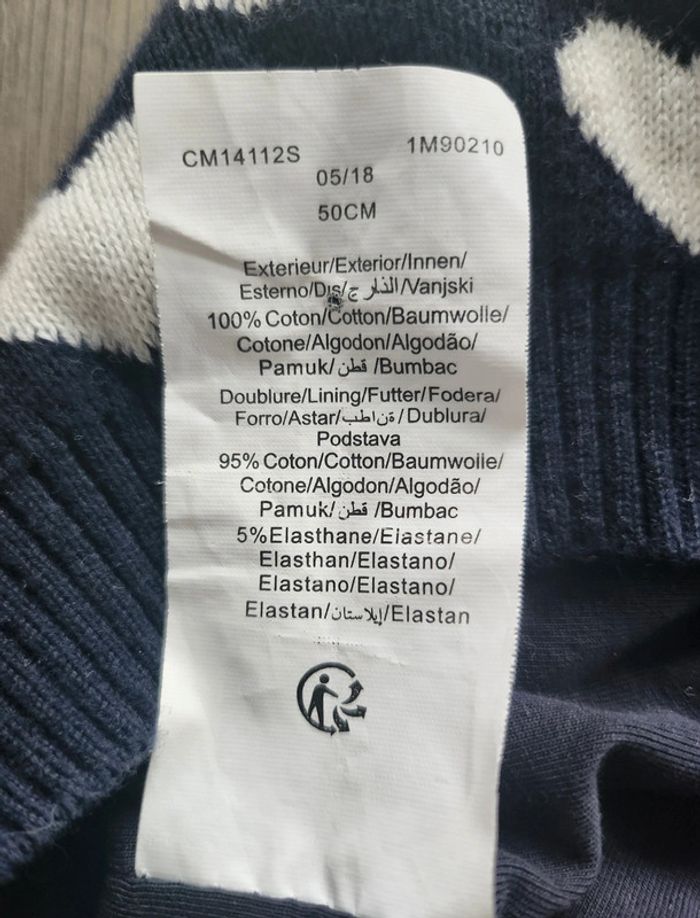 CM14112S 1M90210
05/18
50CM
Exterieur/Exterior/Innen/
Esterno/Dış/الخارج/Vanjski
100% Coton/Cotton/Baumwolle/
Cotone/Algodon/Algodão/
Pamuk/قطن/Bumbac
Doublure/Lining/Futter/Fodera/
Forro/Astar/ةناطب/Dublura/
Podstava
95% Coton/Cotton/Baumwolle/
Cotone/Algodon/Algodão/
Pamuk/قطن/Bumbac
5%Elasthane/Elastane/
Elasthan/Elastano/
Elastano/Elastano/
Elastan/إيلاستان/Elastan